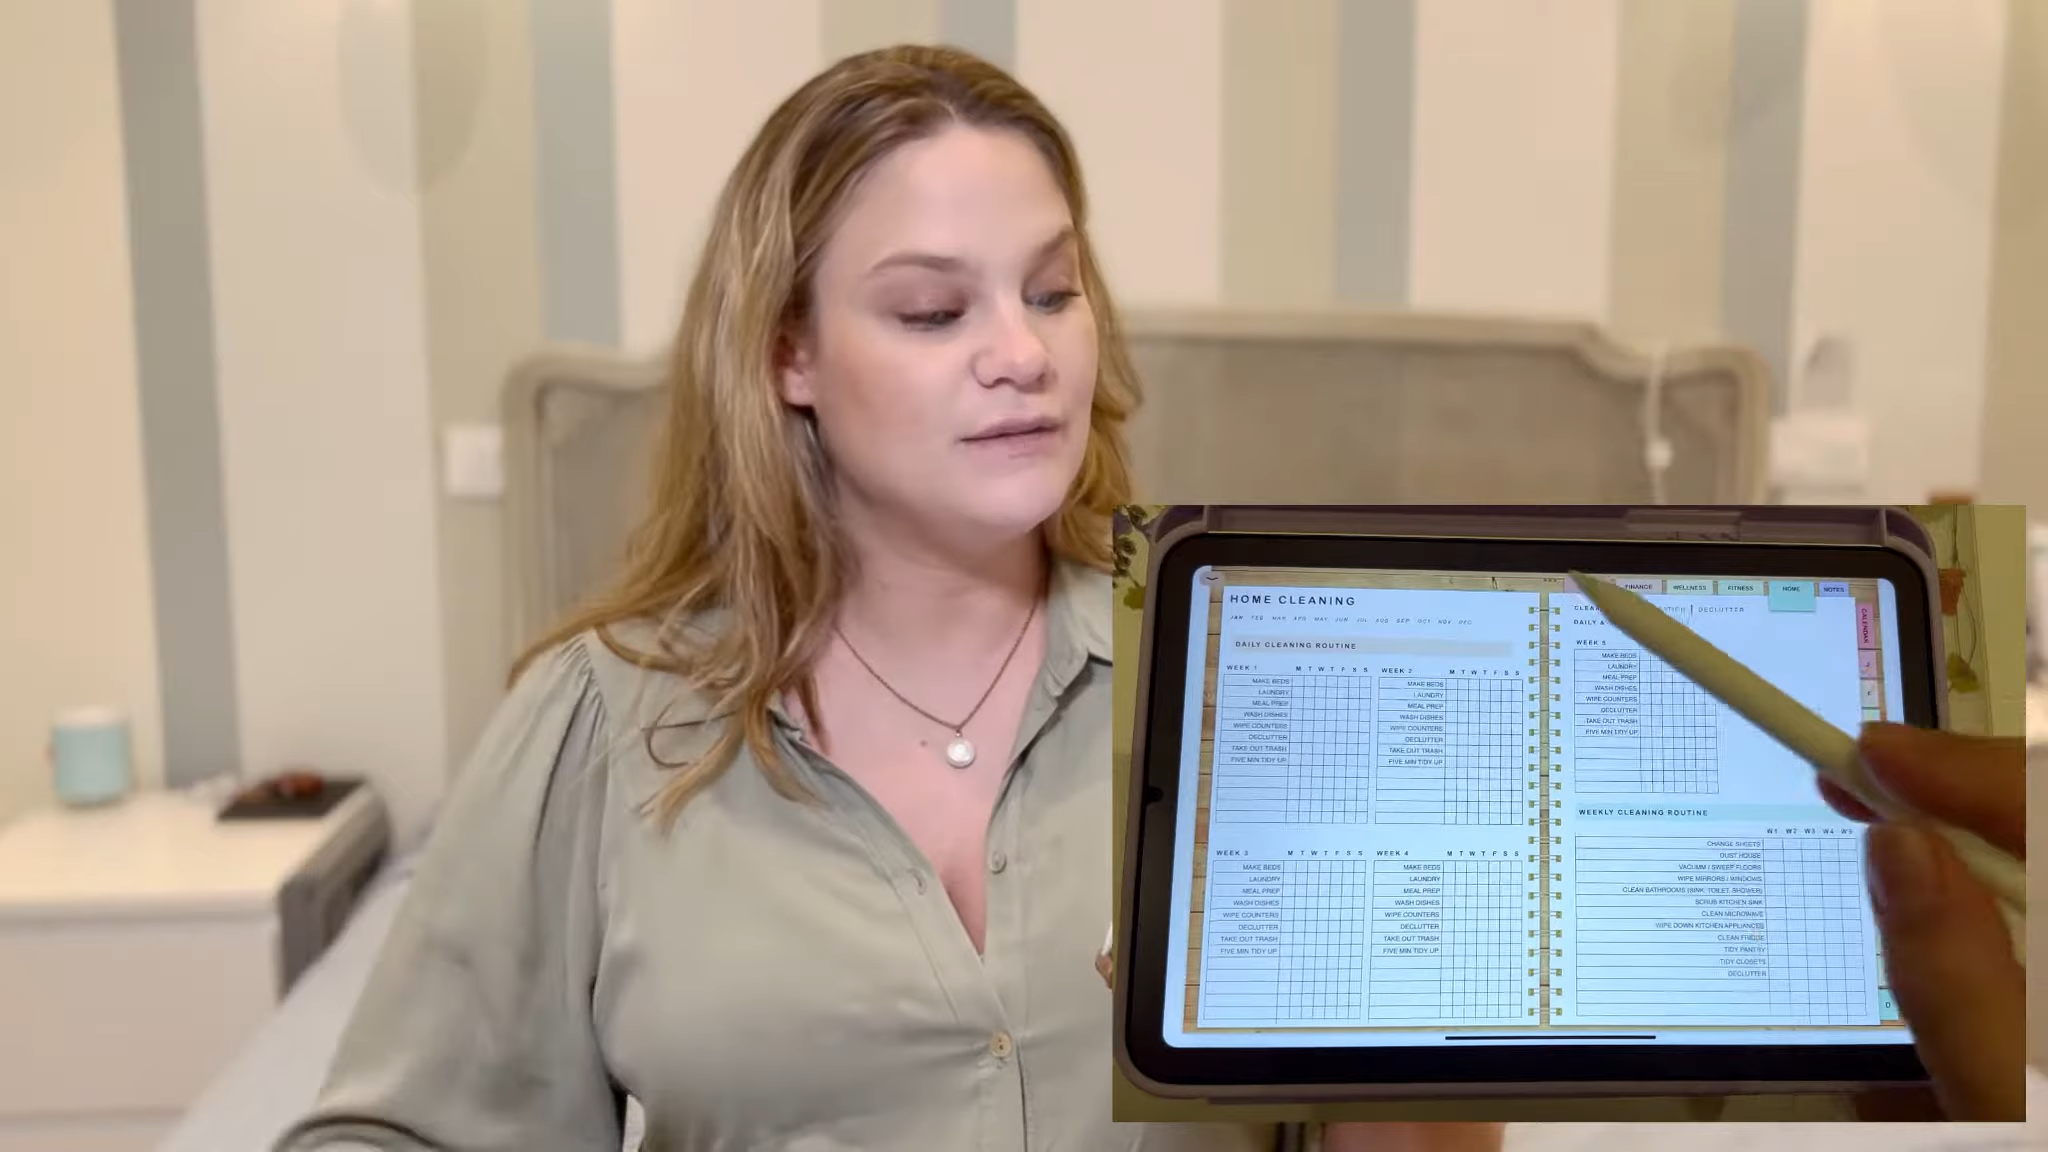 HOME CLEANING
JAN FEB MAR APR MAY JUN JUL AUG SEP OCT NOV DEC
DAILY CLEANING ROUTINE
WEEK 1 M T W T F S S
MAKE BEDS
LAUNDRY
MEAL PREP
WASH DISHES
WIPE COUNTERS
DECLUTTER
TAKE OUT TRASH
FIVE MIN TIDY UP
WEEK 2 M T W T F S S
MAKE BEDS
LAUNDRY
MEAL PREP
WASH DISHES
WIPE COUNTERS
DECLUTTER
TAKE OUT TRASH
FIVE MIN TIDY UP
WEEK 3 M T W T F S S
MAKE BEDS
LAUNDRY
MEAL PREP
WASH DISHES
WIPE COUNTERS
DECLUTTER
TAKE OUT TRASH
FIVE MIN TIDY UP
WEEK 4 M T W T F S S
MAKE BEDS
LAUNDRY
MEAL PREP
WASH DISHES
WIPE COUNTERS
DECLUTTER
TAKE OUT TRASH
FIVE MIN TIDY UP
FINANCE WELLNESS FITNESS HOME NOTES
DECLUTTER
DAILY &
WEEK 5
MAKE BEDS
LAUNDRY
MEAL PREP
WASH DISHES
WIPE COUNTERS
DECLUTTER
TAKE OUT TRASH
FIVE MIN TIDY UP
WEEKLY CLEANING ROUTINE
W1 W2 W3 W4 W5
CHANGE SHEETS
DUST HOUSE
VACUMM / SWEEP FLOORS
WIPE MIRRORS / WINDOWS
CLEAN BATHROOMS (SINK, TOILET, SHOWER)
SCRUB KITCHEN SINK
CLEAN MICROWAVE
WIPE DOWN KITCHEN APPLIANCES
CLEAN FRIDGE
TIDY PANTRY
TIDY CLOSETS
DECLUTTER
CALENDAR
J
F
D